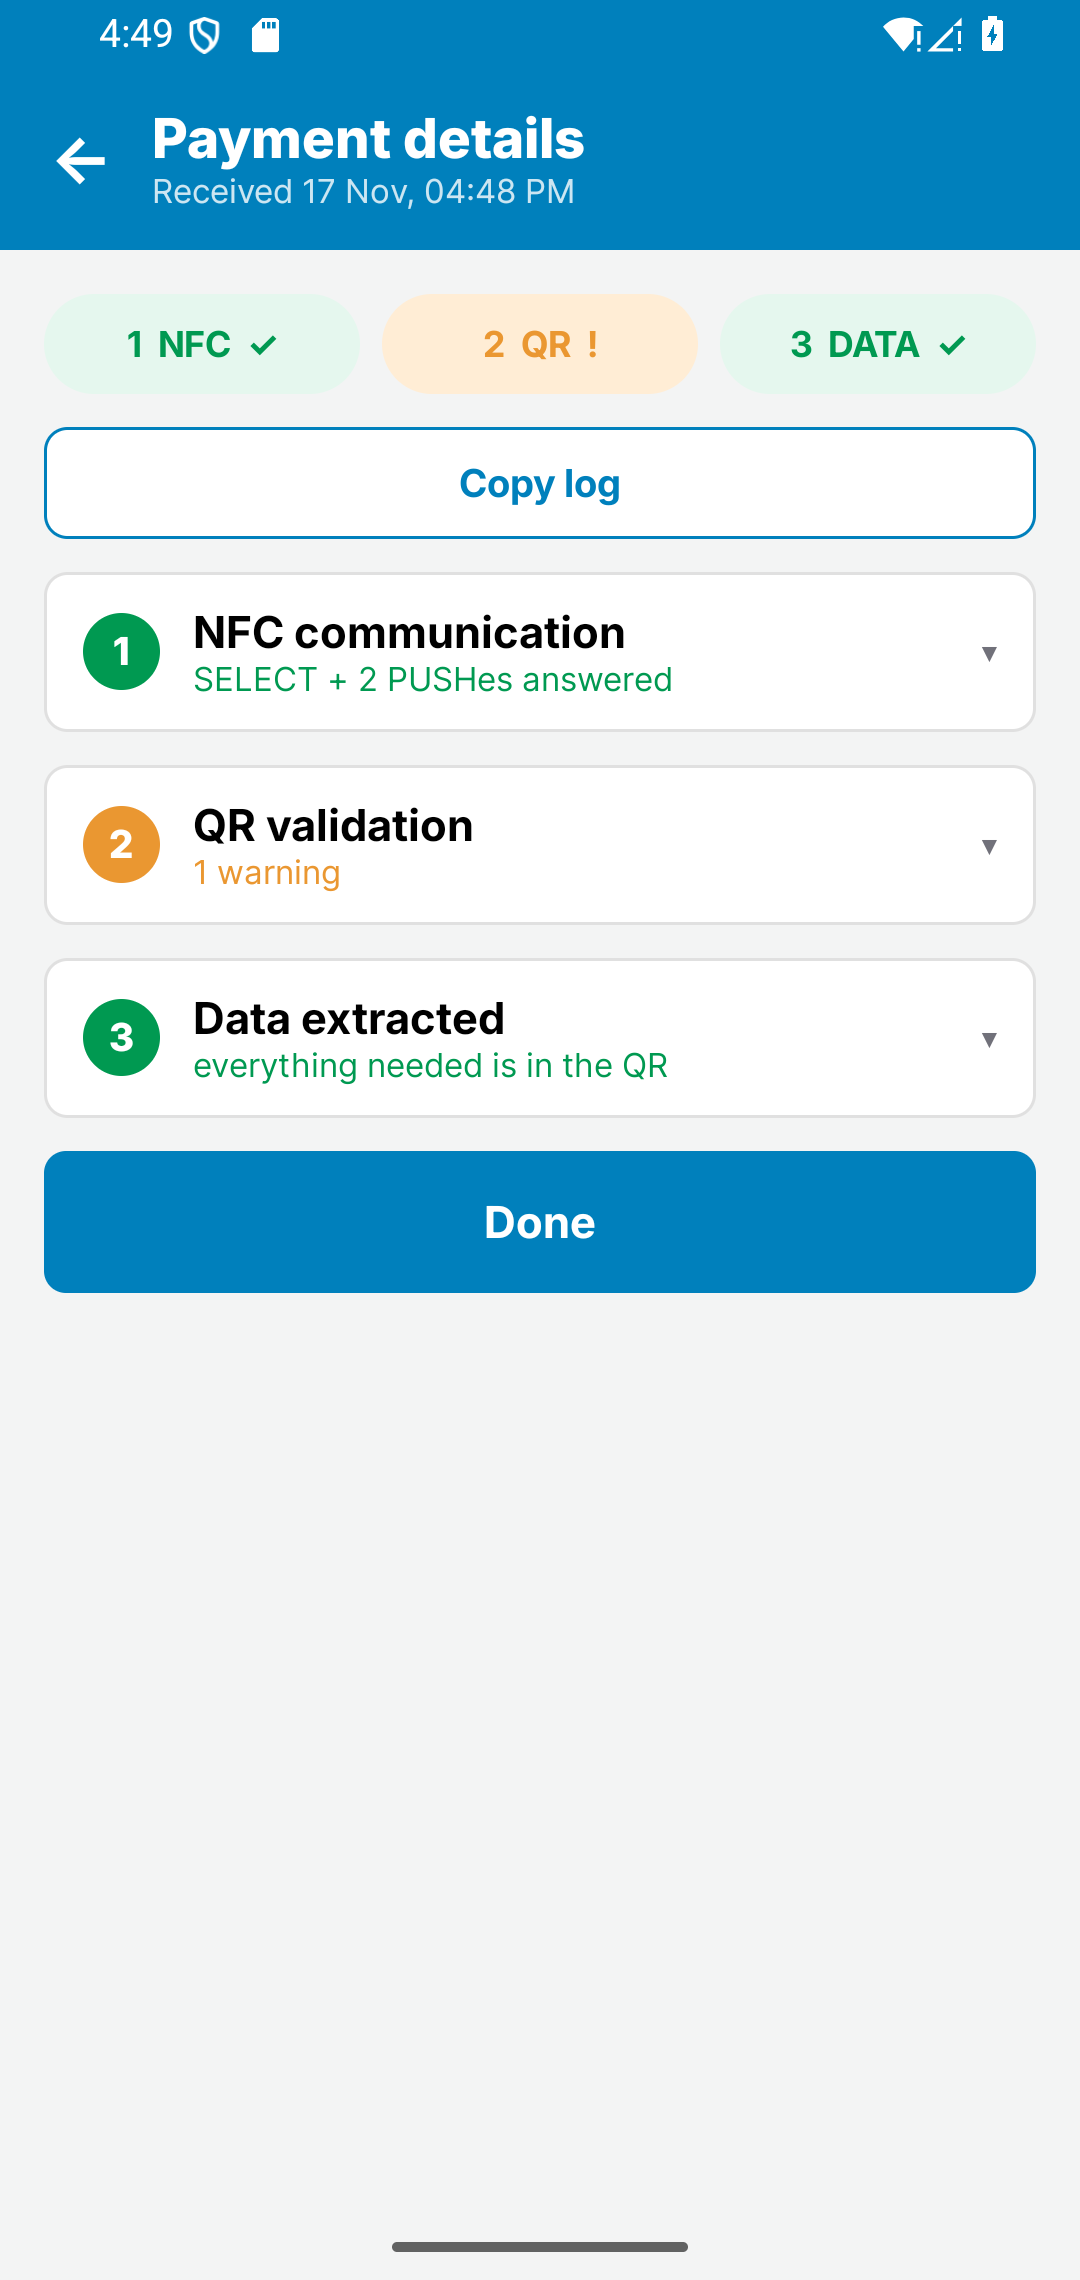 4:49
Payment details
Received 17 Nov, 04:48 PM
1 NFC ✓
2 QR !
3 DATA ✓
Copy log
1
NFC communication
SELECT + 2 PUSHes answered
▼
2
QR validation
1 warning
▼
3
Data extracted
everything needed is in the QR
▼
Done